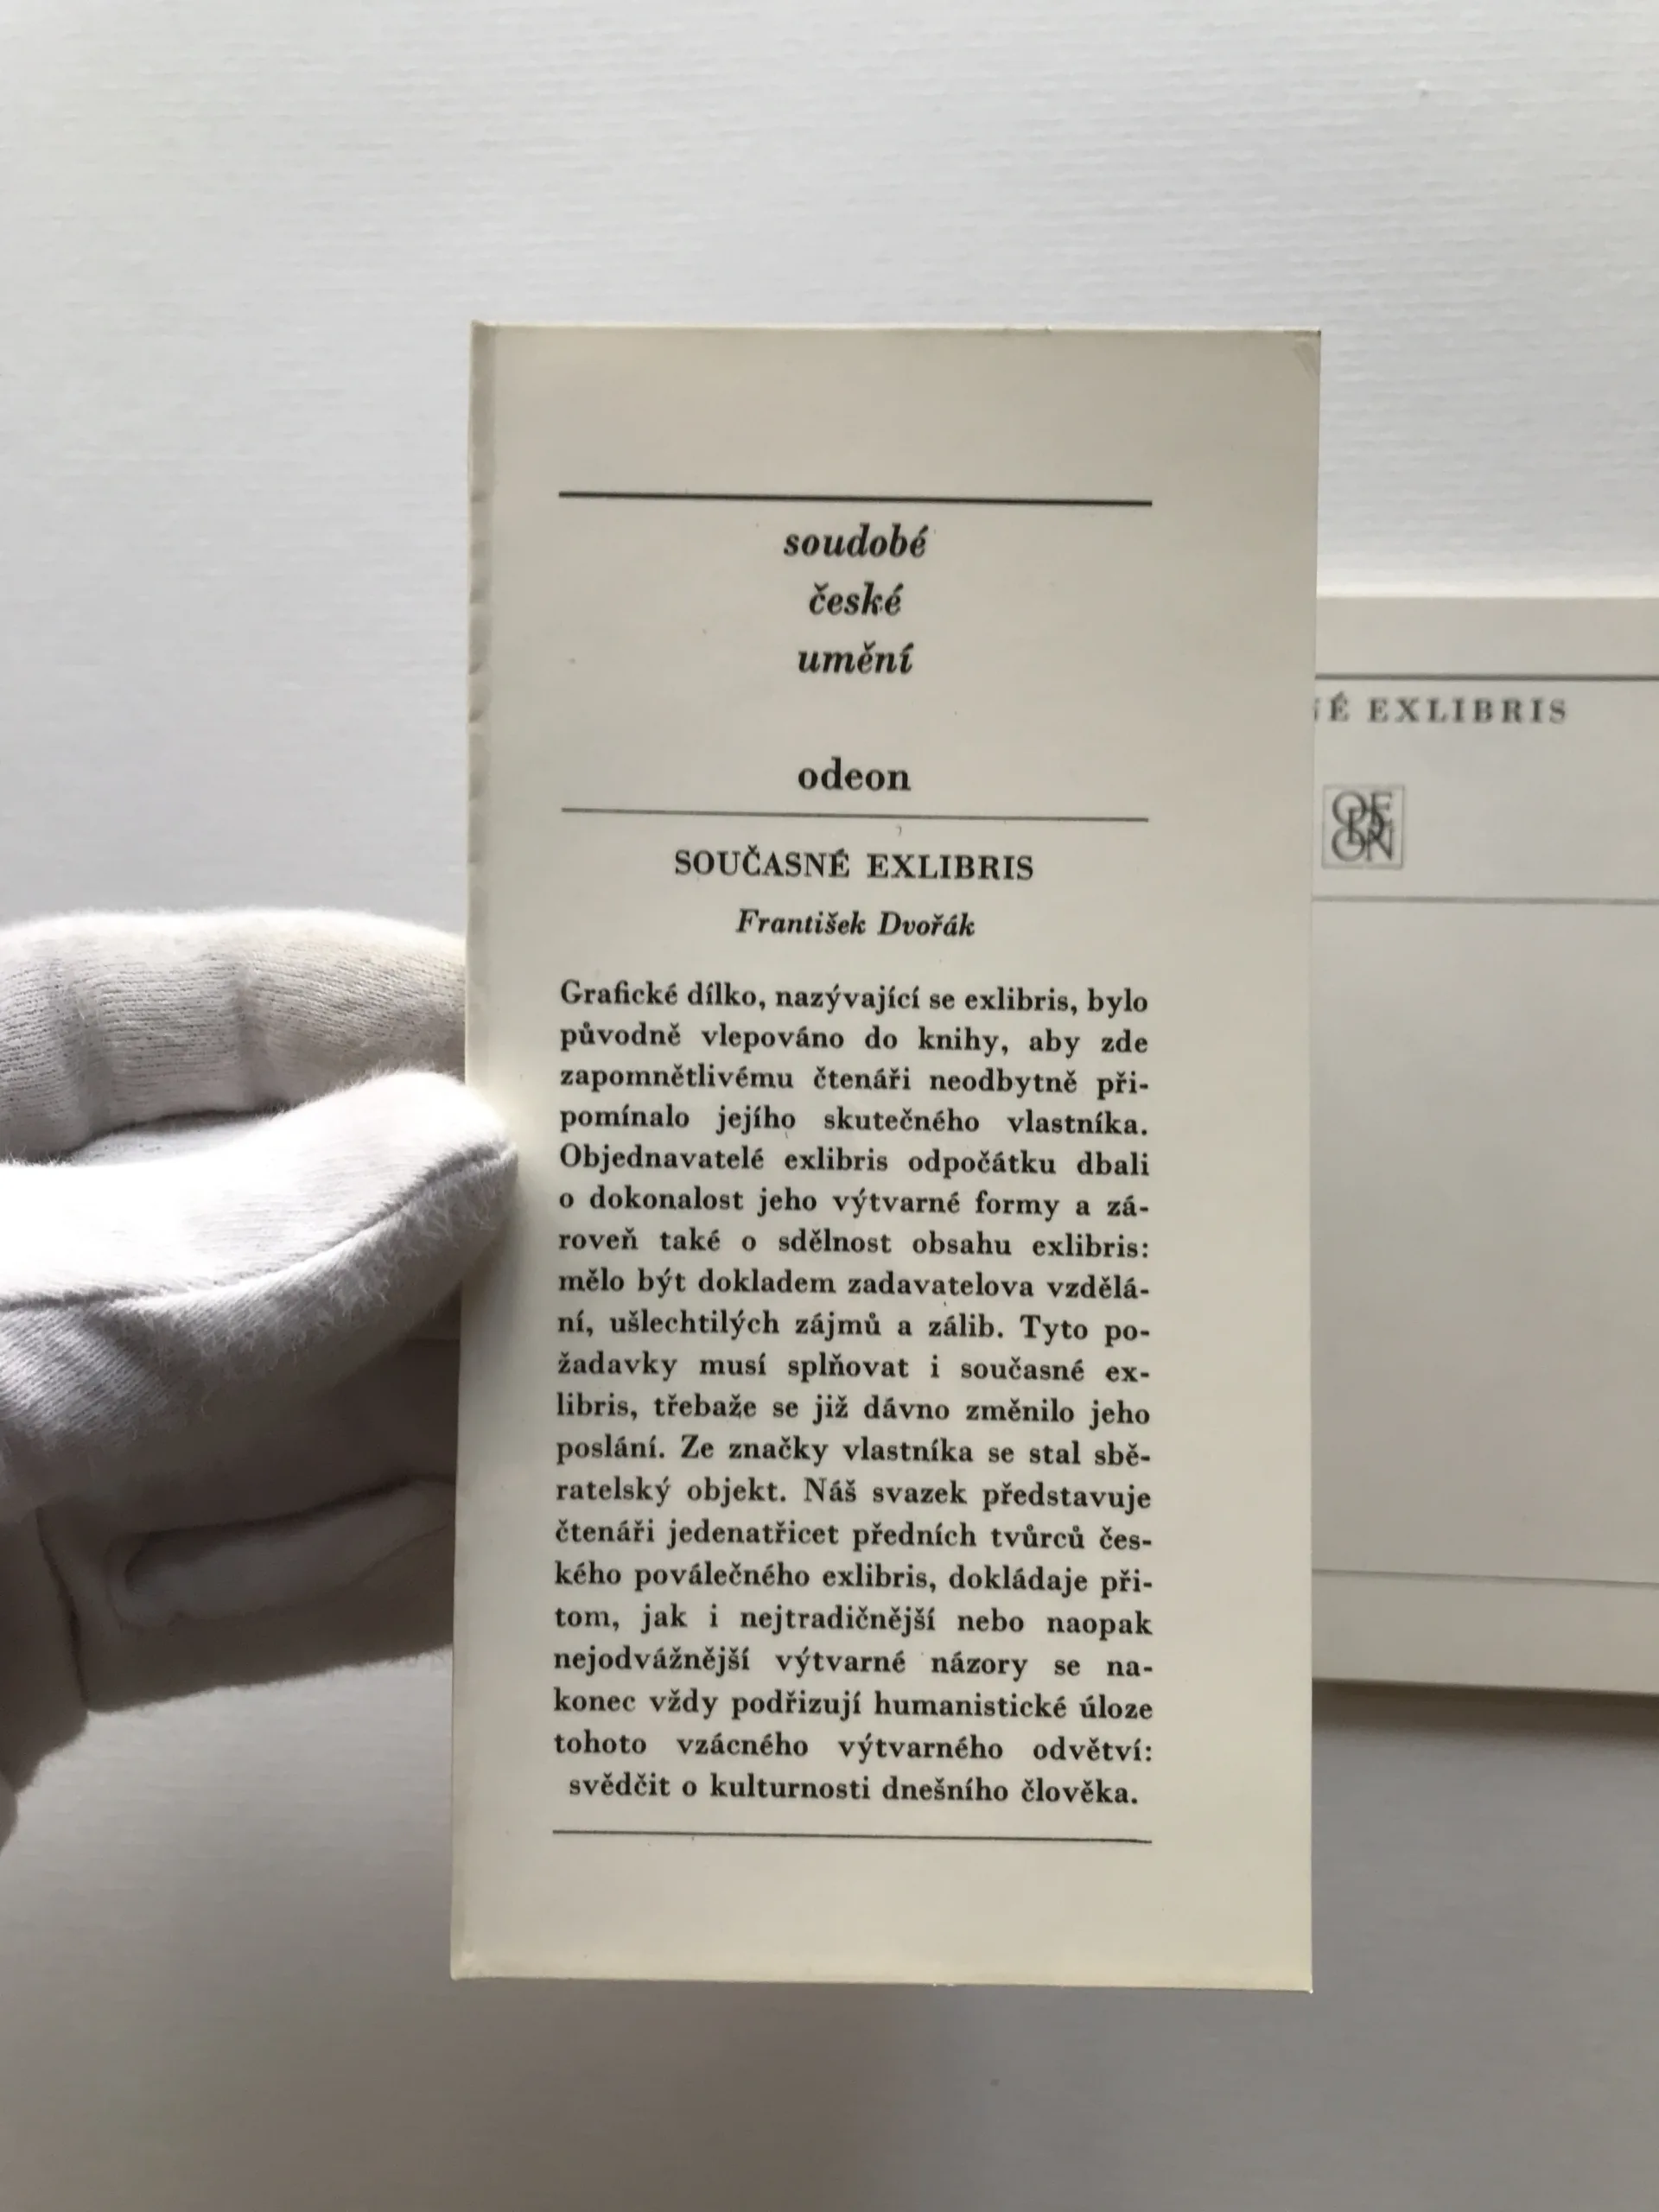 soudobé
české
umění
odeon
SOUČASNÉ EXLIBRIS
František Dvořák
Grafické dílko, nazývající se exlibris, bylo
původně vlepováno do knihy, aby zde
zapomnětlivému čtenáři neodbytně při-
pomínalo jejího skutečného vlastníka.
Objednavatelé exlibris odpočátku dbali
o dokonalost jeho výtvarné formy a zá-
roveň také o sdělnost obsahu exlibris:
mělo být dokladem zadavatelova vzdělá-
ní, ušlechtilých zájmů a zálib. Tyto po-
žadavky musí splňovat i současné ex-
libris, třebaže se již dávno změnilo jeho
poslání. Ze značky vlastníka se stal sbě-
ratelský objekt. Náš svazek představuje
čtenáři jedenatřicet předních tvůrců čes-
kého poválečného exlibris, dokládaje při-
tom, jak i nejtradičnější nebo naopak
nejodvážnější výtvarné názory se na-
konec vždy podřizují humanistické úloze
tohoto vzácného výtvarného odvětví:
svědčit o kulturnosti dnešního člověka.
É EXLIBRIS
ODEON